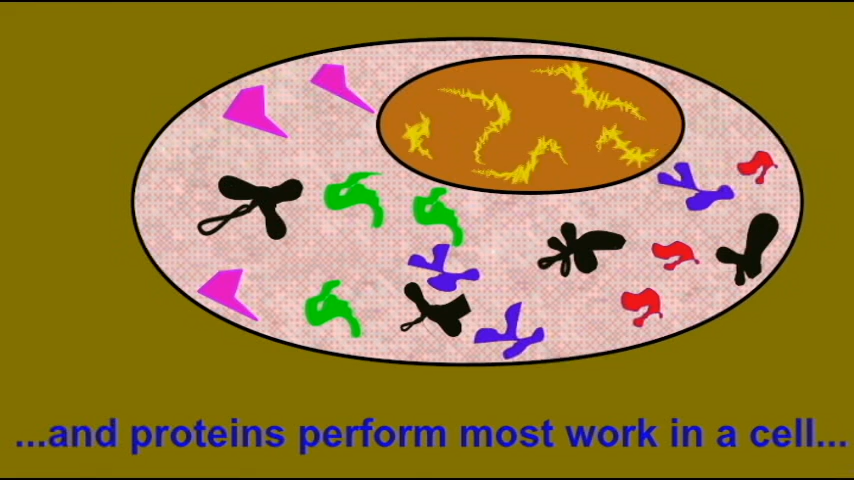 ...and proteins perform most work in a cell...